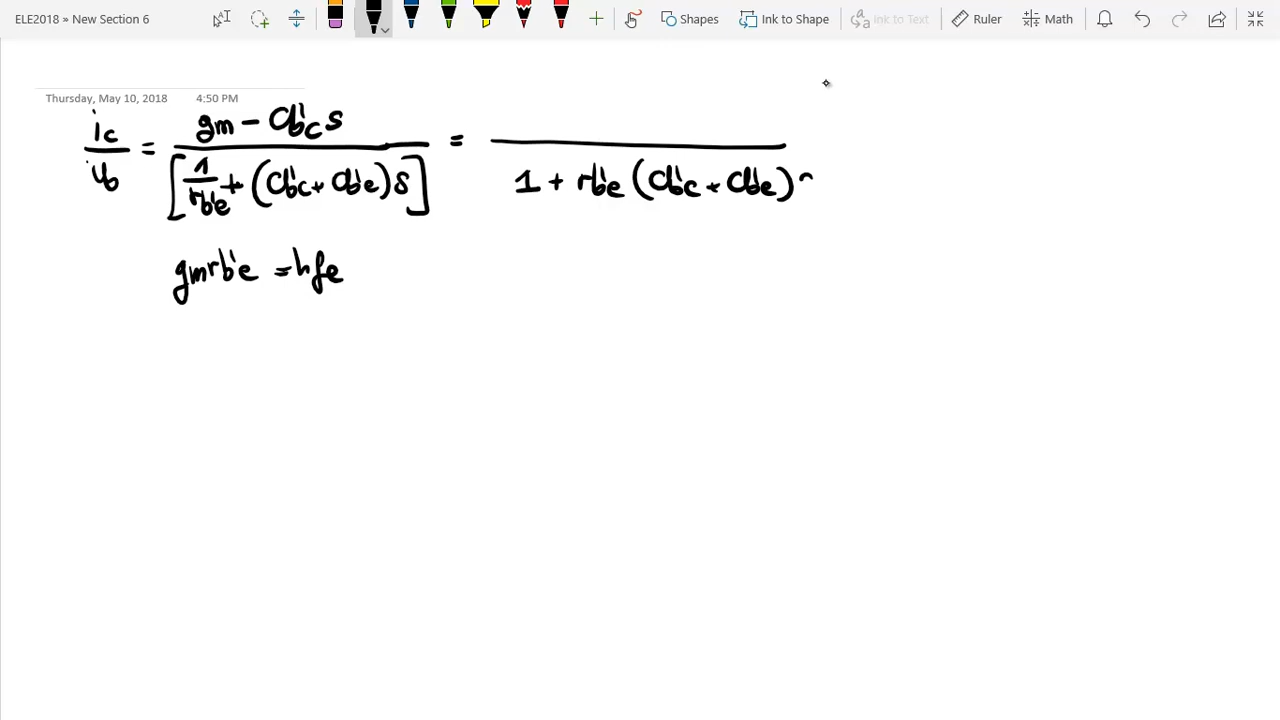 ELE2018 » New Section 6
Shapes
Ink to Shape
Ink to Text
Ruler
Math
Thursday, May 10, 2018 4:50 PM
ic/ib = (gm - Cb'c s) / [1/rb'e + (Cb'c + Cb'e) s] = / 1 + rb'e (Cb'c + Cb'e)
gm rb'e = hfe